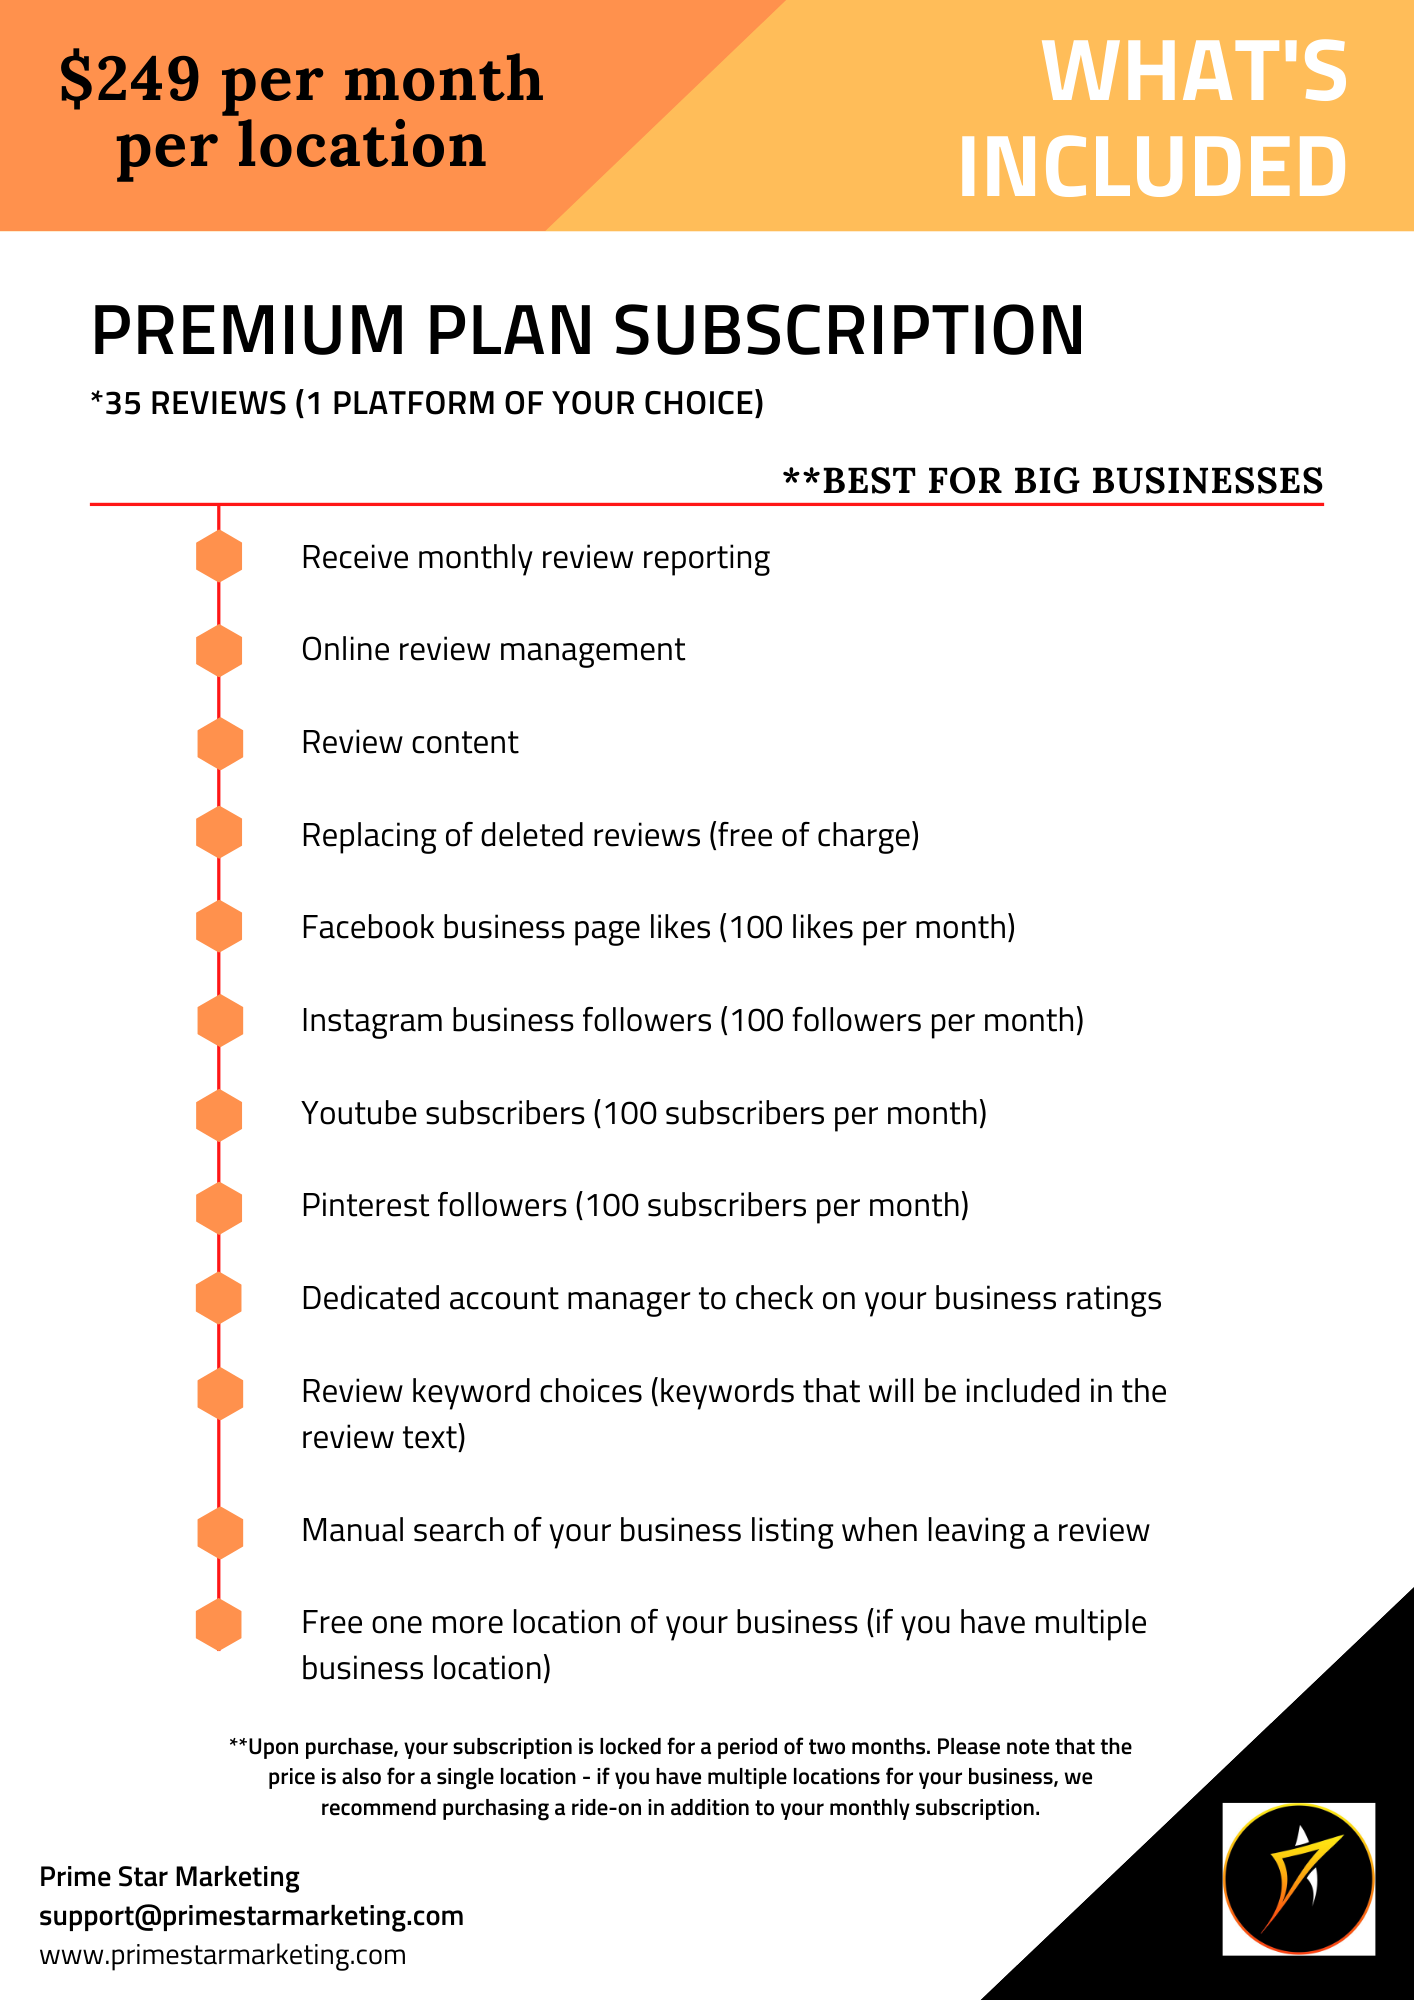 $249 per month
per location
WHAT'S
INCLUDED
PREMIUM PLAN SUBSCRIPTION
*35 REVIEWS (1 PLATFORM OF YOUR CHOICE)
**BEST FOR BIG BUSINESSES
Receive monthly review reporting
Online review management
Review content
Replacing of deleted reviews (free of charge)
Facebook business page likes (100 likes per month)
Instagram business followers (100 followers per month)
Youtube subscribers (100 subscribers per month)
Pinterest followers (100 subscribers per month)
Dedicated account manager to check on your business ratings
Review keyword choices (keywords that will be included in the
review text)
Manual search of your business listing when leaving a review
Free one more location of your business (if you have multiple
business location)
**Upon purchase, your subscription is locked for a period of two months. Please note that the
price is also for a single location - if you have multiple locations for your business, we
recommend purchasing a ride-on in addition to your monthly subscription.
Prime Star Marketing
support@primestarmarketing.com
www.primestarmarketing.com